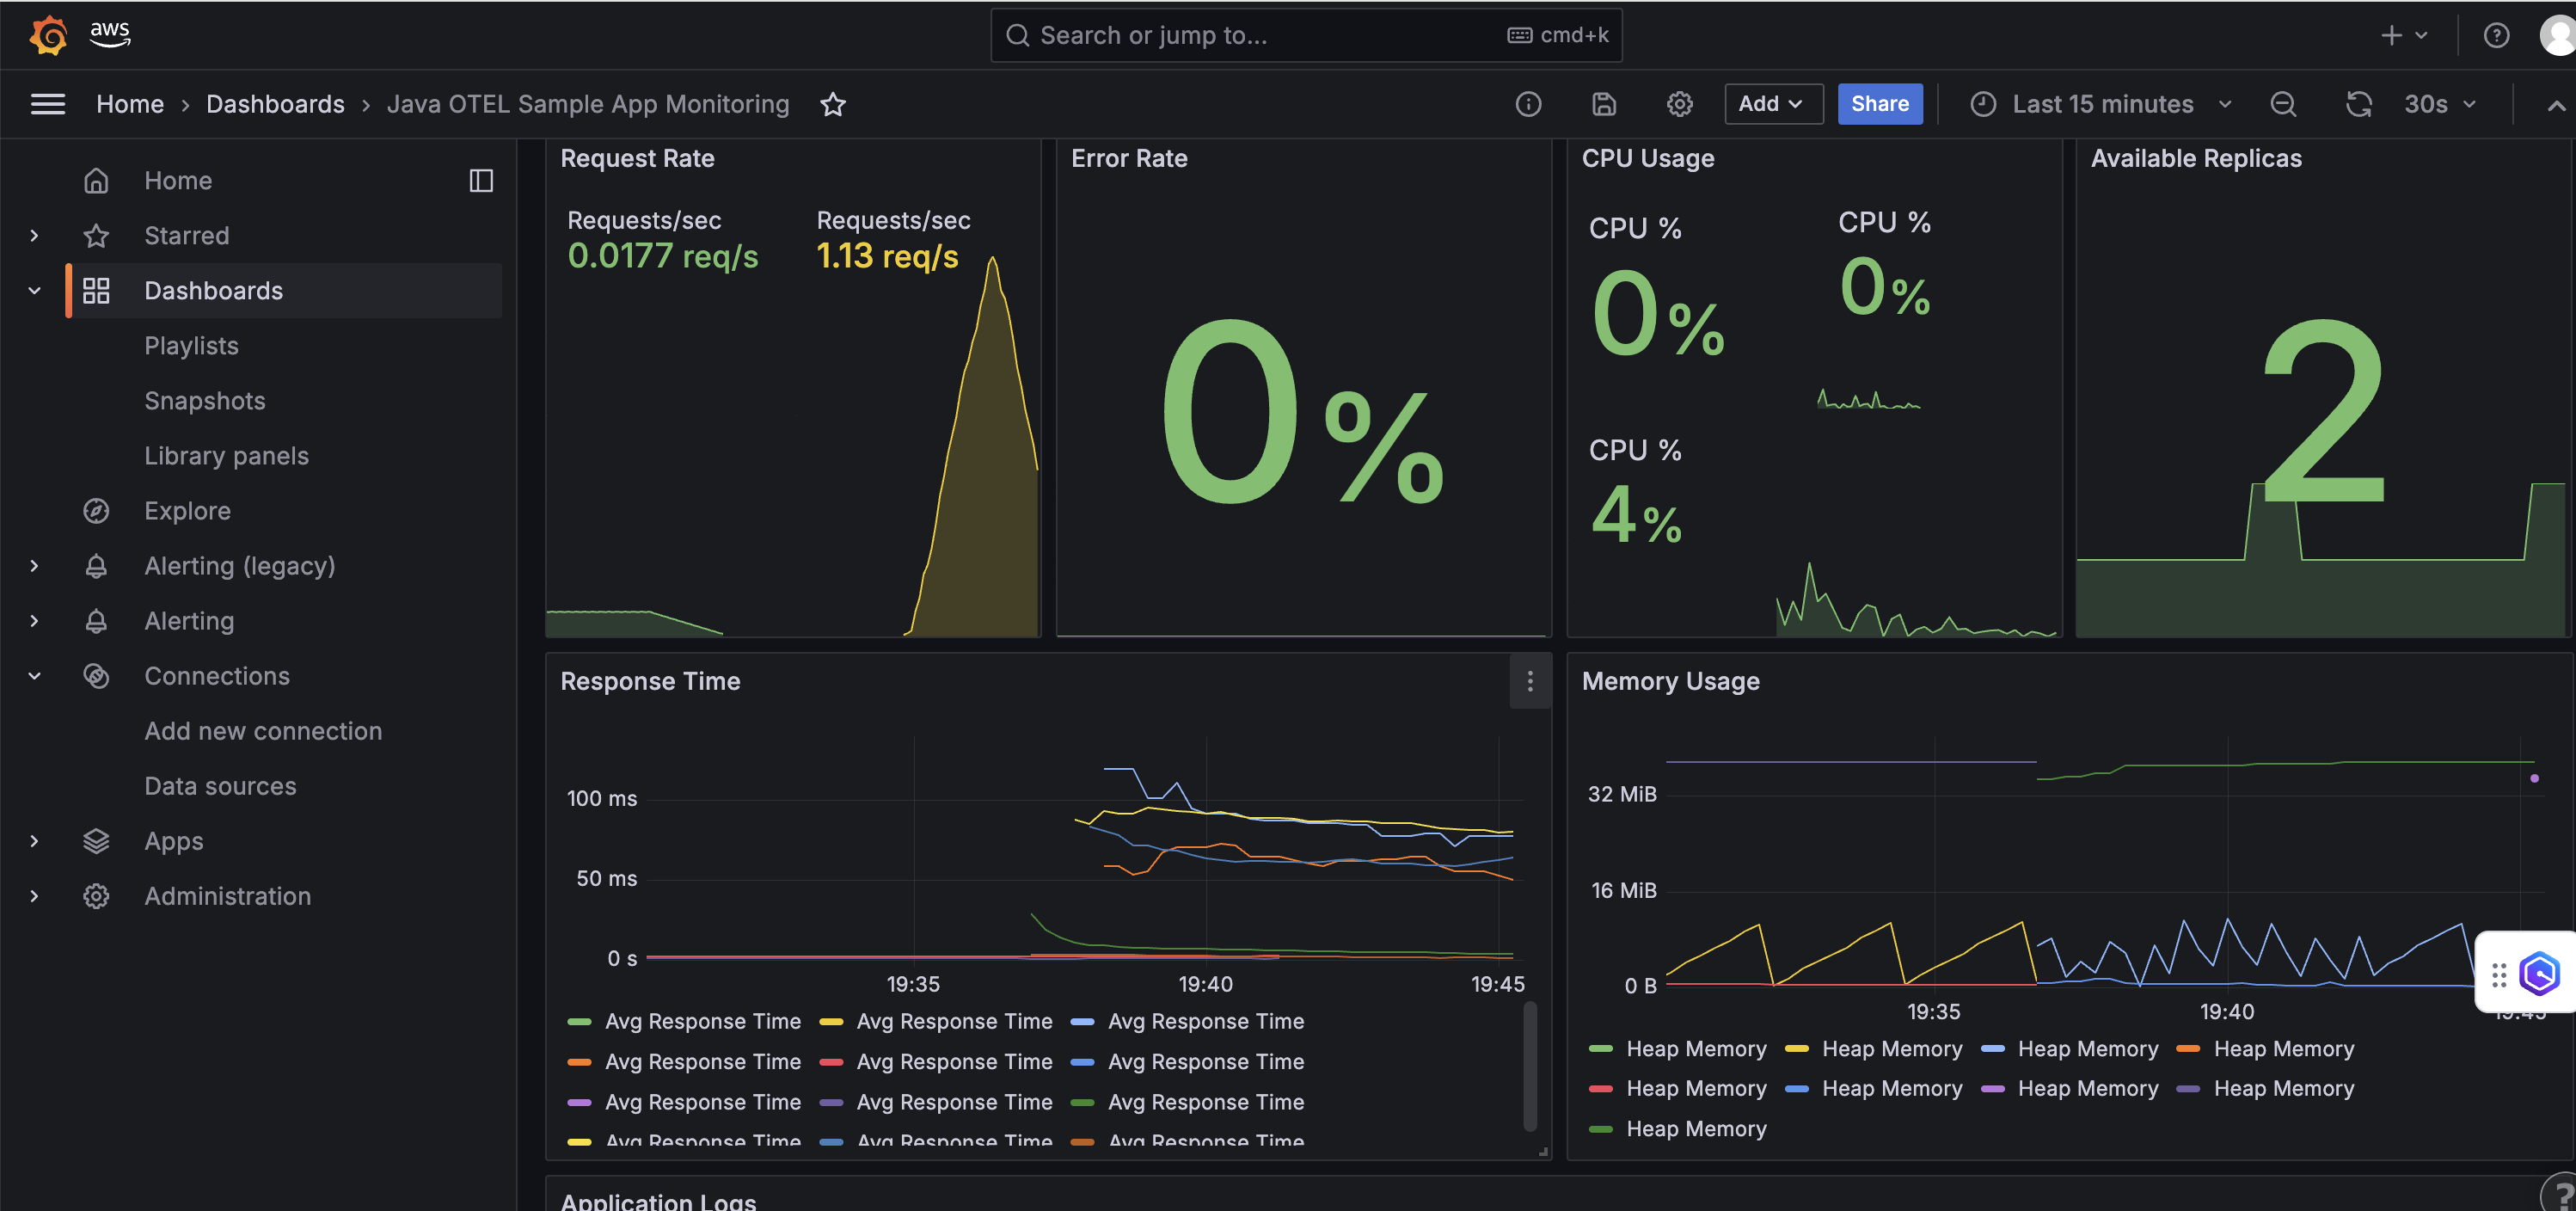 aws
Search or jump to...
cmd+k
Home › Dashboards › Java OTEL Sample App Monitoring
Add
Share
Last 15 minutes
30s
Home
Starred
Dashboards
Playlists
Snapshots
Library panels
Explore
Alerting (legacy)
Alerting
Connections
Add new connection
Data sources
Apps
Administration
Request Rate
Requests/sec
0.0177 req/s
Requests/sec
1.13 req/s
Error Rate
0%
CPU Usage
CPU %
0%
CPU %
0%
CPU %
4%
Available Replicas
2
Response Time
100 ms
50 ms
0 s
19:35 19:40 19:45
Avg Response Time Avg Response Time Avg Response Time
Avg Response Time Avg Response Time Avg Response Time
Avg Response Time Avg Response Time Avg Response Time
Avg Response Time Avg Response Time Avg Response Time
Memory Usage
32 MiB
16 MiB
0 B
19:35 19:40 19:45
Heap Memory Heap Memory Heap Memory Heap Memory
Heap Memory Heap Memory Heap Memory Heap Memory
Heap Memory
Application Logs
?